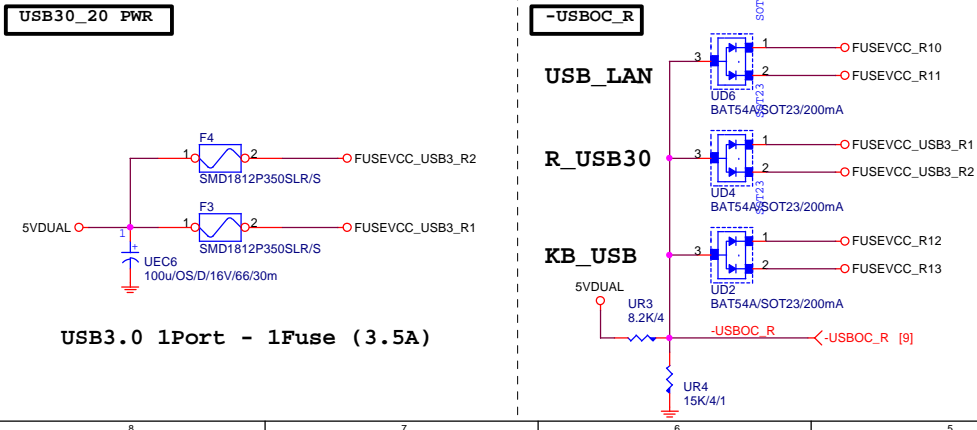 USB30_20 PWR
F4
1
2
FUSEVCC_USB3_R2
SMD1812P350SLR/S
F3
5VDUAL
1
2
FUSEVCC_USB3_R1
SMD1812P350SLR/S
1
+
UEC6
100u/OS/D/16V/66/30m
USB3.0 1Port - 1Fuse (3.5A)
-USBOC_R
SOT
USB_LAN
3
1
FUSEVCC_R10
2
FUSEVCC_R11
UD6
BAT54A/SOT23/200mA
SOT23
R_USB30
3
1
FUSEVCC_USB3_R1
2
FUSEVCC_USB3_R2
UD4
BAT54A/SOT23/200mA
SOT23
KB_USB
3
1
FUSEVCC_R12
2
FUSEVCC_R13
UD2
BAT54A/SOT23/200mA
5VDUAL
UR3
8.2K/4
-USBOC_R
-USBOC_R [9]
UR4
15K/4/1
8
7
6
5